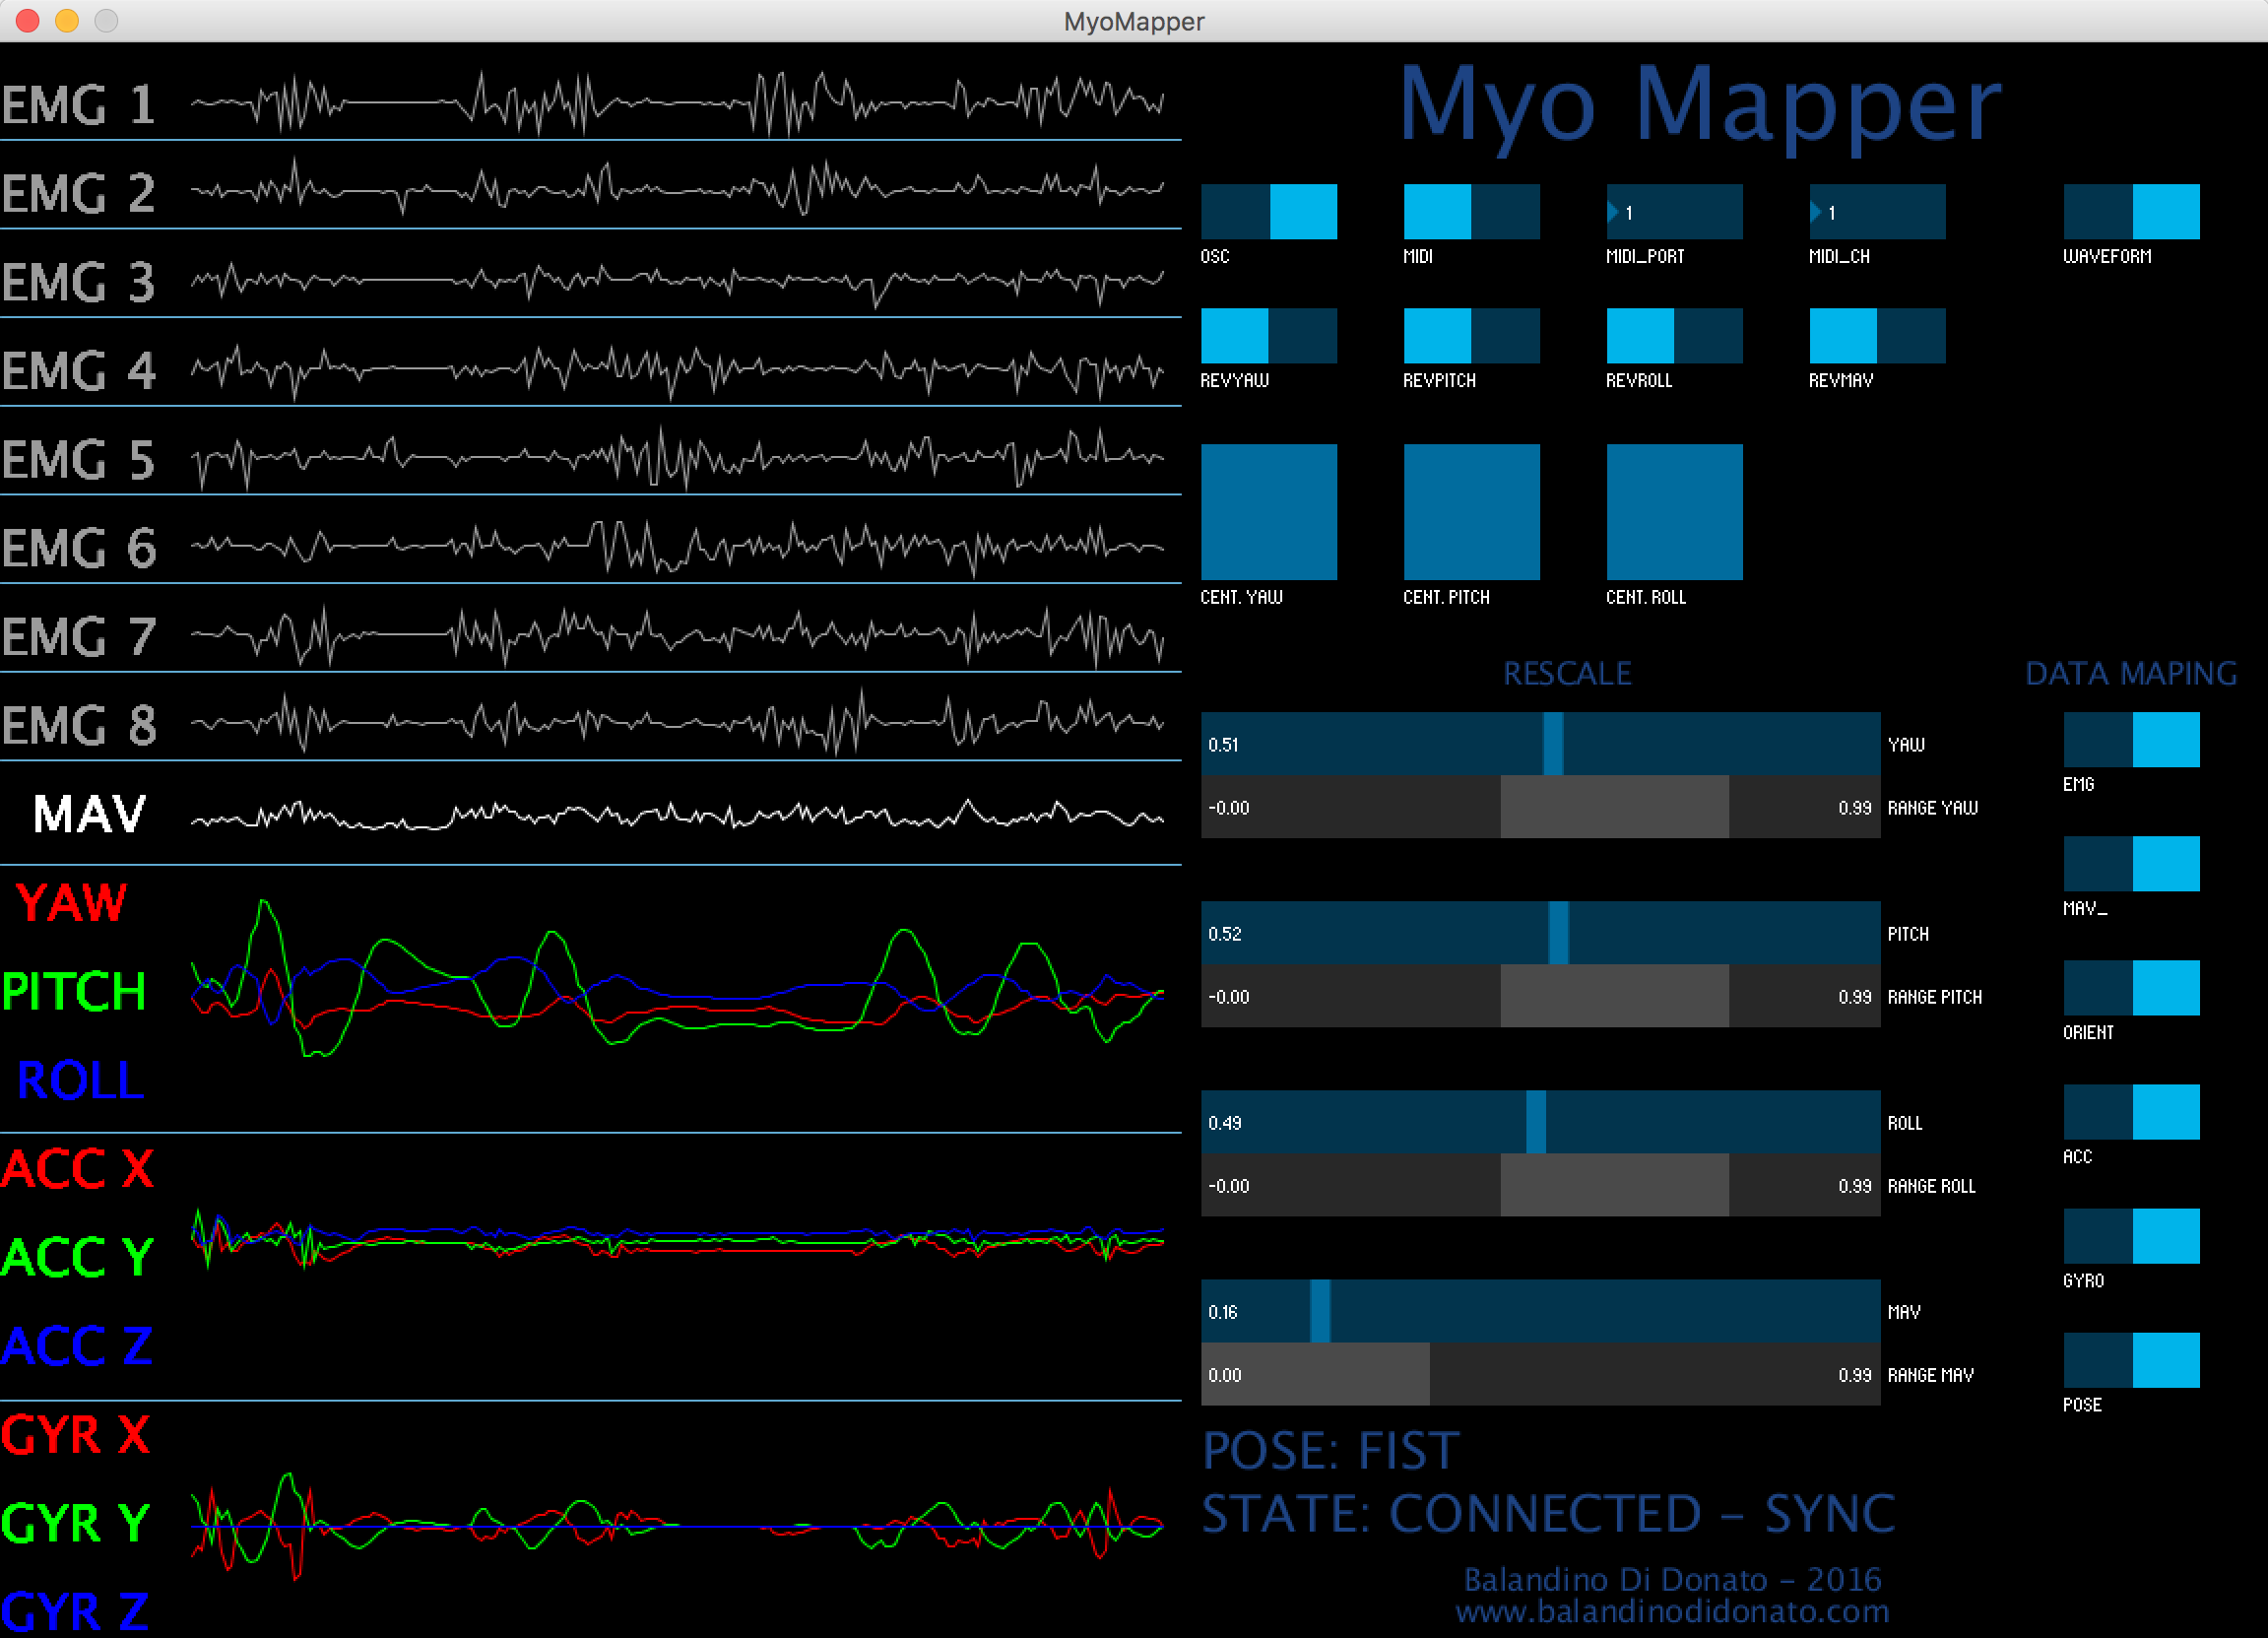 MyoMapper
EMG 1
EMG 2
EMG 3
EMG 4
EMG 5
EMG 6
EMG 7
EMG 8
MAV
YAW
PITCH
ROLL
ACC X
ACC Y
ACC Z
GYR X
GYR Y
GYR Z
Myo Mapper
1 1
OSC MIDI MIDI_PORT MIDI_CH WAVEFORM
REVYAW REVPITCH REVROLL REVMAV
CENT. YAW CENT. PITCH CENT. ROLL
RESCALE
0.51 YAW
-0.00 0.99 RANGE YAW
0.52 PITCH
-0.00 0.99 RANGE PITCH
0.49 ROLL
-0.00 0.99 RANGE ROLL
0.16 MAV
0.00 0.99 RANGE MAV
DATA MAPING
EMG
MAV_
ORIENT
ACC
GYRO
POSE
POSE: FIST
STATE: CONNECTED - SYNC
Balandino Di Donato - 2016
www.balandinodidonato.com